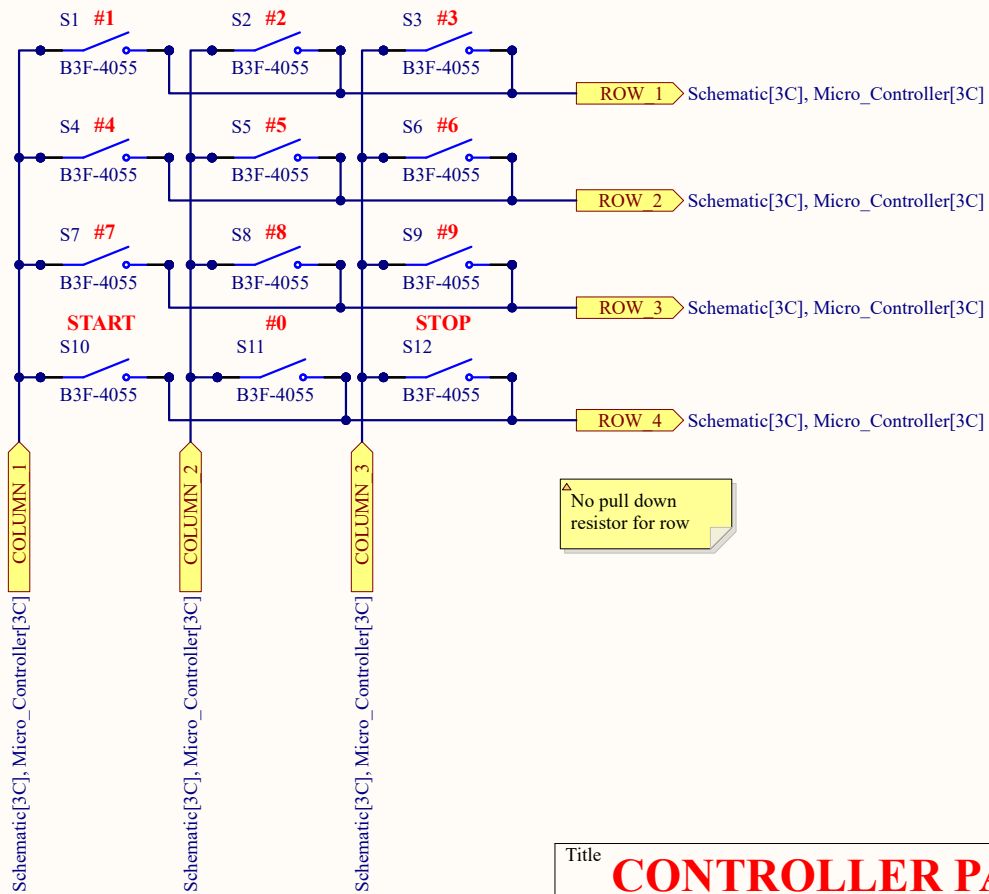 S1 #1
B3F-4055
S2 #2
B3F-4055
S3 #3
B3F-4055
ROW_1 Schematic[3C], Micro_Controller[3C]
S4 #4
B3F-4055
S5 #5
B3F-4055
S6 #6
B3F-4055
ROW_2 Schematic[3C], Micro_Controller[3C]
S7 #7
B3F-4055
S8 #8
B3F-4055
S9 #9
B3F-4055
ROW_3 Schematic[3C], Micro_Controller[3C]
START
S10
B3F-4055
#0
S11
B3F-4055
STOP
S12
B3F-4055
ROW_4 Schematic[3C], Micro_Controller[3C]
COLUMN_1
Schematic[3C], Micro_Controller[3C]
COLUMN_2
Schematic[3C], Micro_Controller[3C]
COLUMN_3
Schematic[3C], Micro_Controller[3C]
No pull down
resistor for row
Title
CONTROLLER